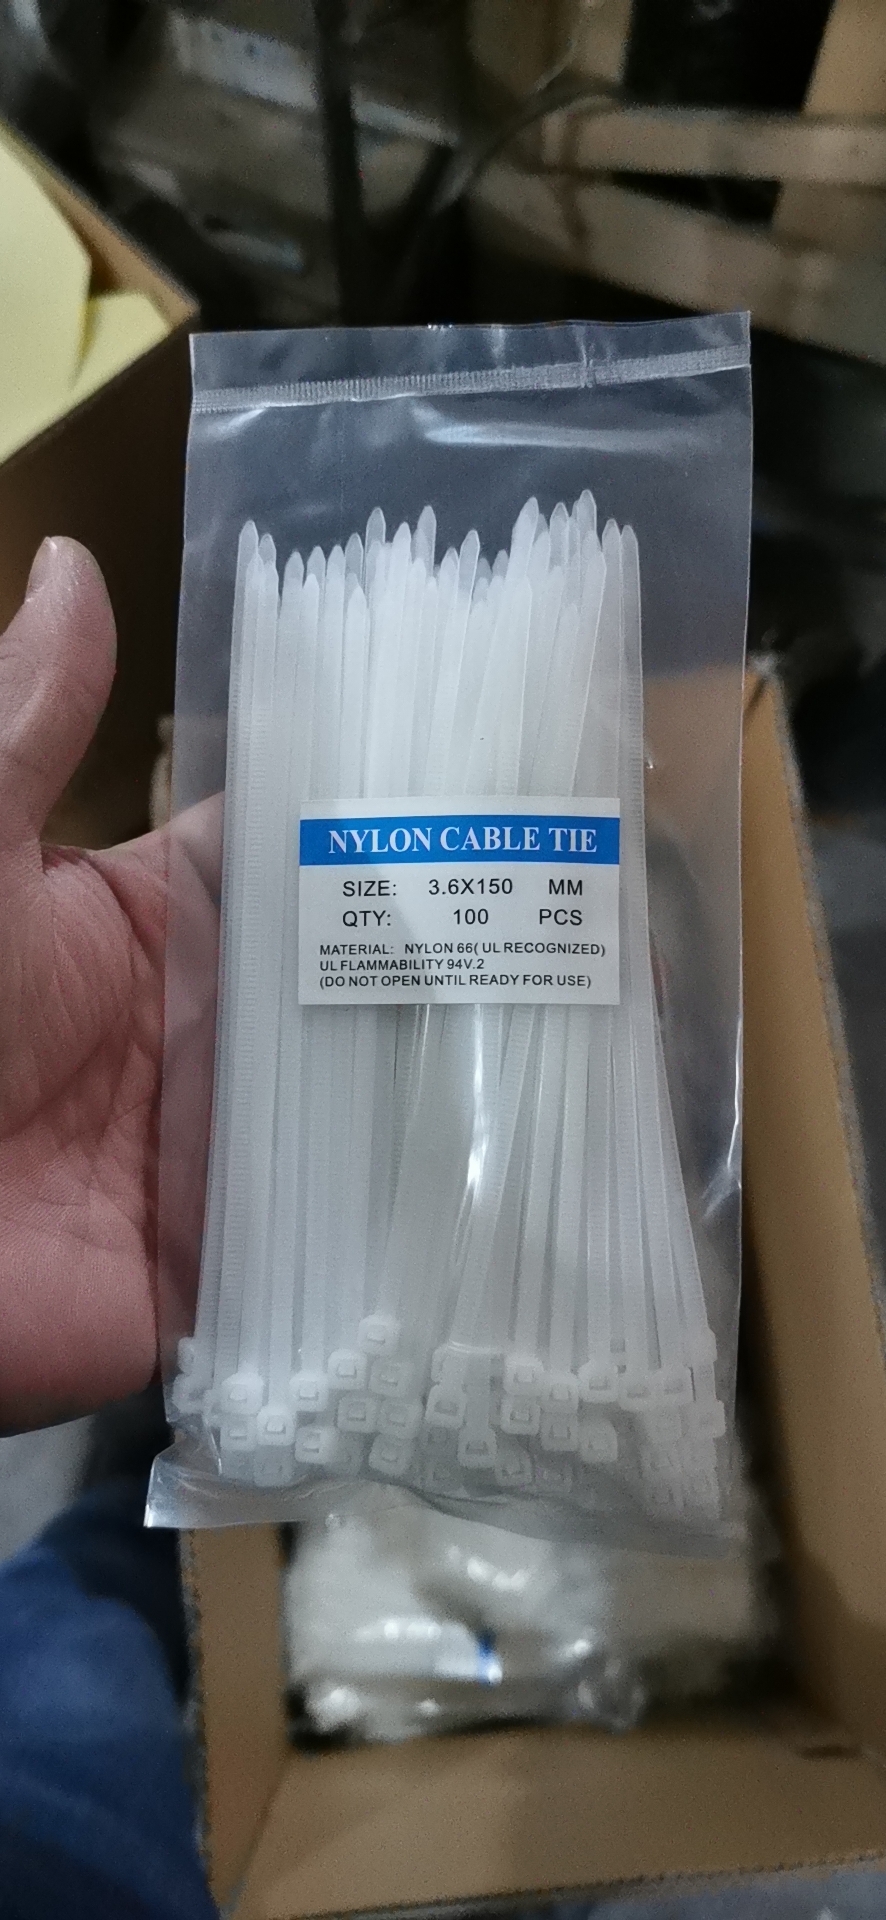 NYLON CABLE TIE
SIZE: 3.6X150 MM
QTY: 100 PCS
MATERIAL: NYLON 66( UL RECOGNIZED)
UL FLAMMABILITY 94V.2
(DO NOT OPEN UNTIL READY FOR USE)